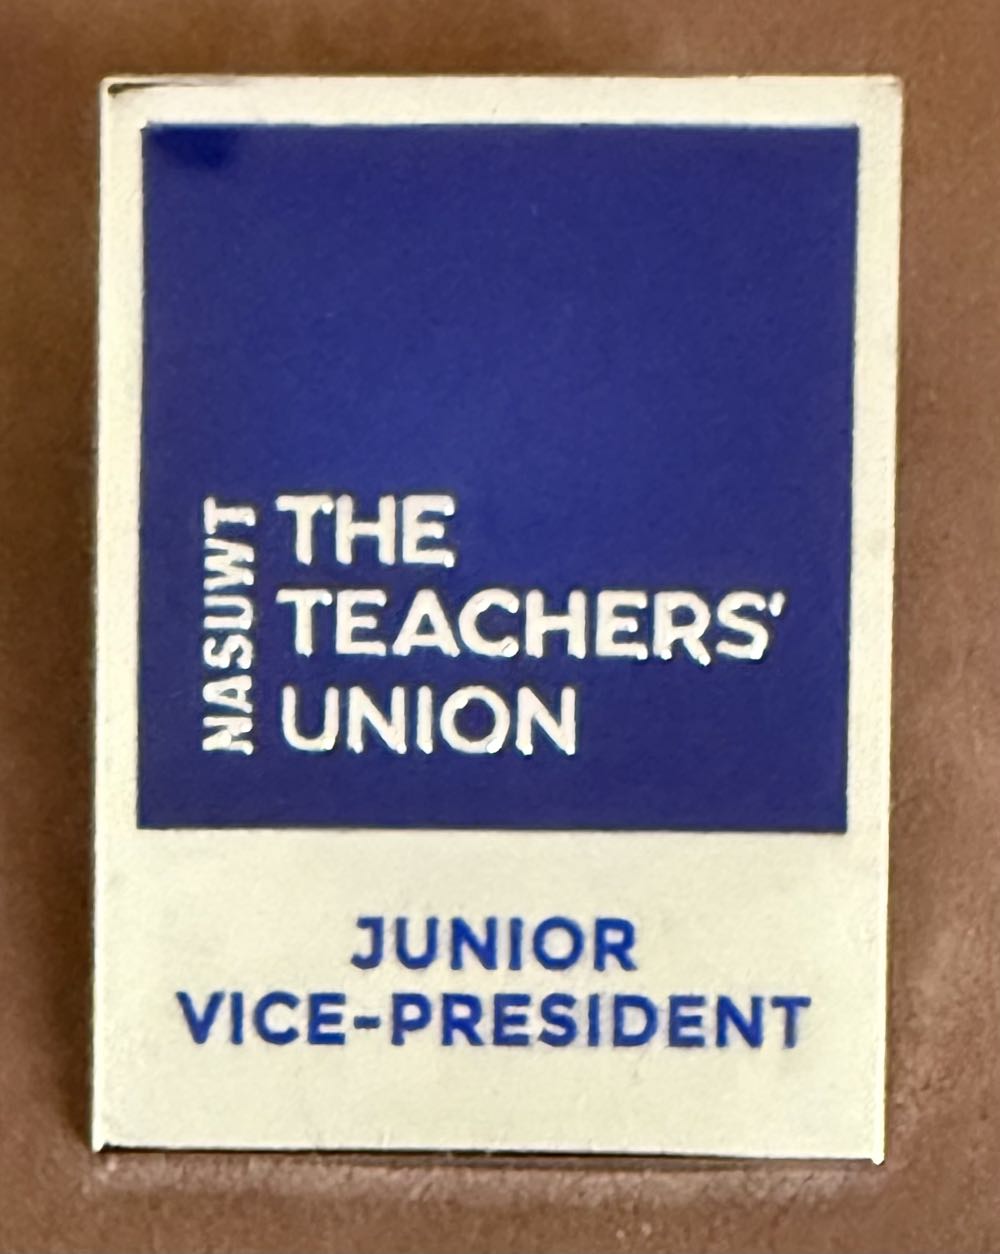 NASUWT
THE
TEACHERS'
UNION
JUNIOR
VICE-PRESIDENT